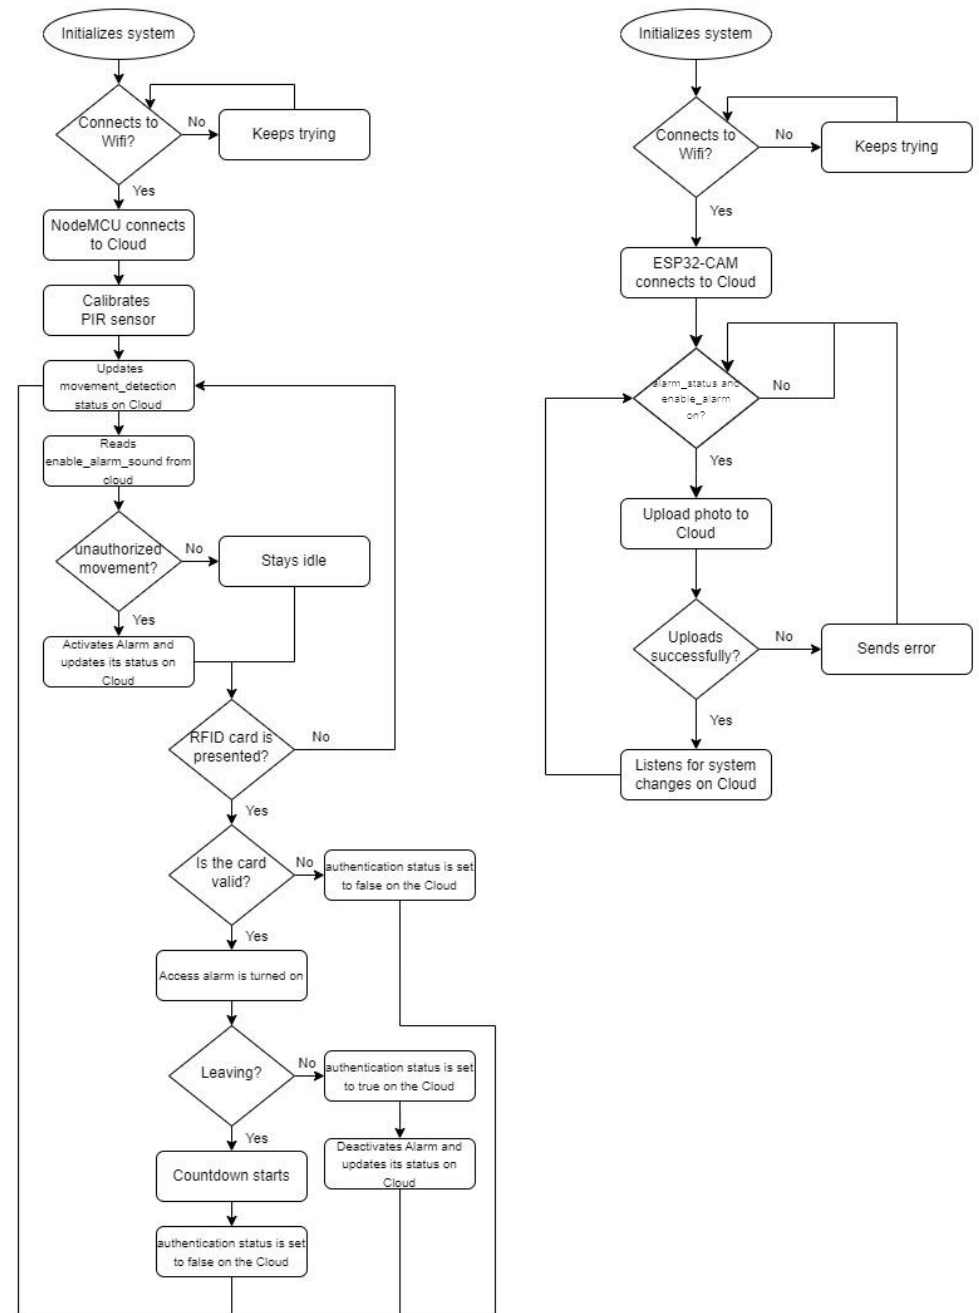 Initializes system
Connects to
Wifi?
No
Keeps trying
Yes
NodeMCU connects
to Cloud
Calibrates
PIR sensor
Updates
movement_detection
status on Cloud
Reads
enable_alarm_sound from
cloud
unauthorized
movement?
No
Stays idle
Yes
Activates Alarm and
updates its status on
Cloud
RFID card is
presented?
No
Yes
Is the card
valid?
No
authentication status is set
to false on the Cloud
Yes
Access alarm is turned on
Leaving?
No
authentication status is set
to true on the Cloud
Deactivates Alarm and
updates its status on
Cloud
Yes
Countdown starts
authentication status is set
to false on the Cloud
Initializes system
Connects to
Wifi?
No
Keeps trying
Yes
ESP32-CAM
connects to Cloud
alarm_status and
enable_alarm
on?
No
Yes
Upload photo to
Cloud
Uploads
successfully?
No
Sends error
Yes
Listens for system
changes on Cloud